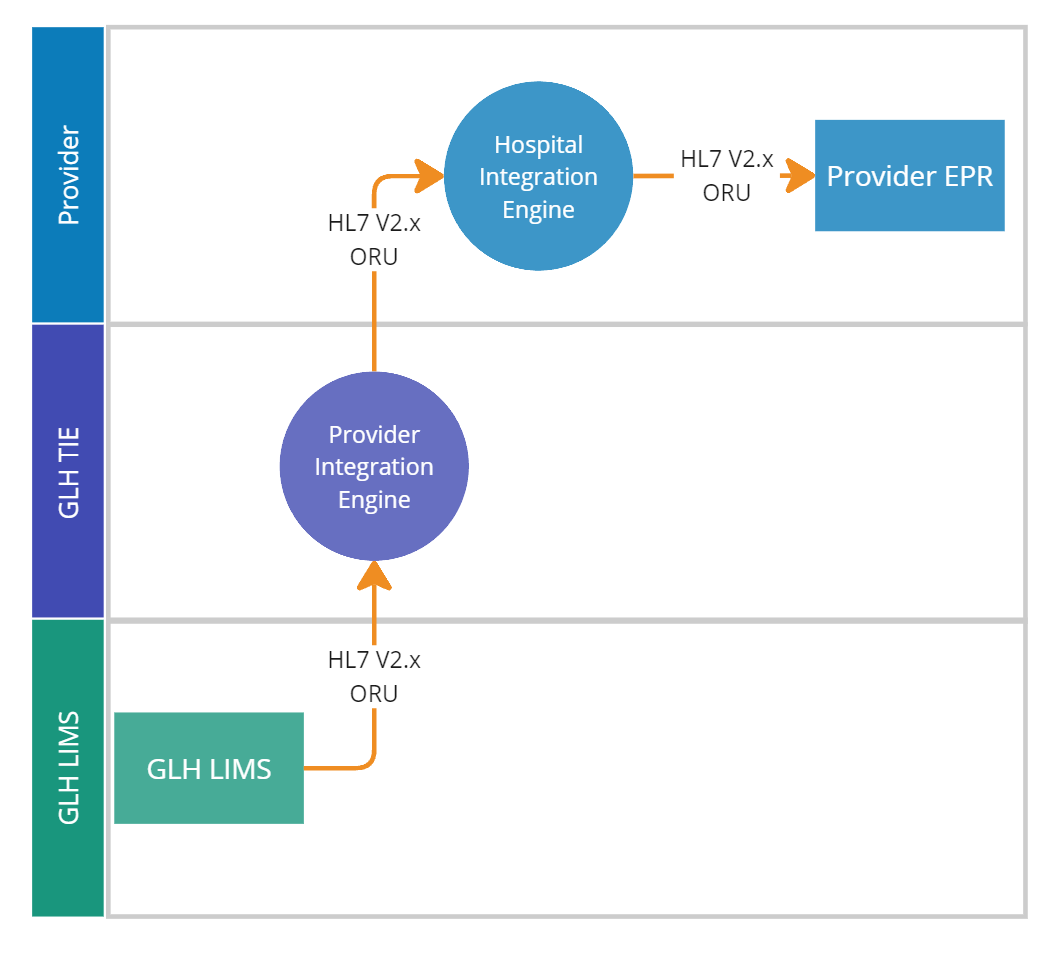 Provider
Hospital
Integration
Engine
HL7 V2.x
ORU
Provider EPR
HL7 V2.x
ORU
GLH TIE
Provider
Integration
Engine
HL7 V2.x
ORU
GLH LIMS
GLH LIMS